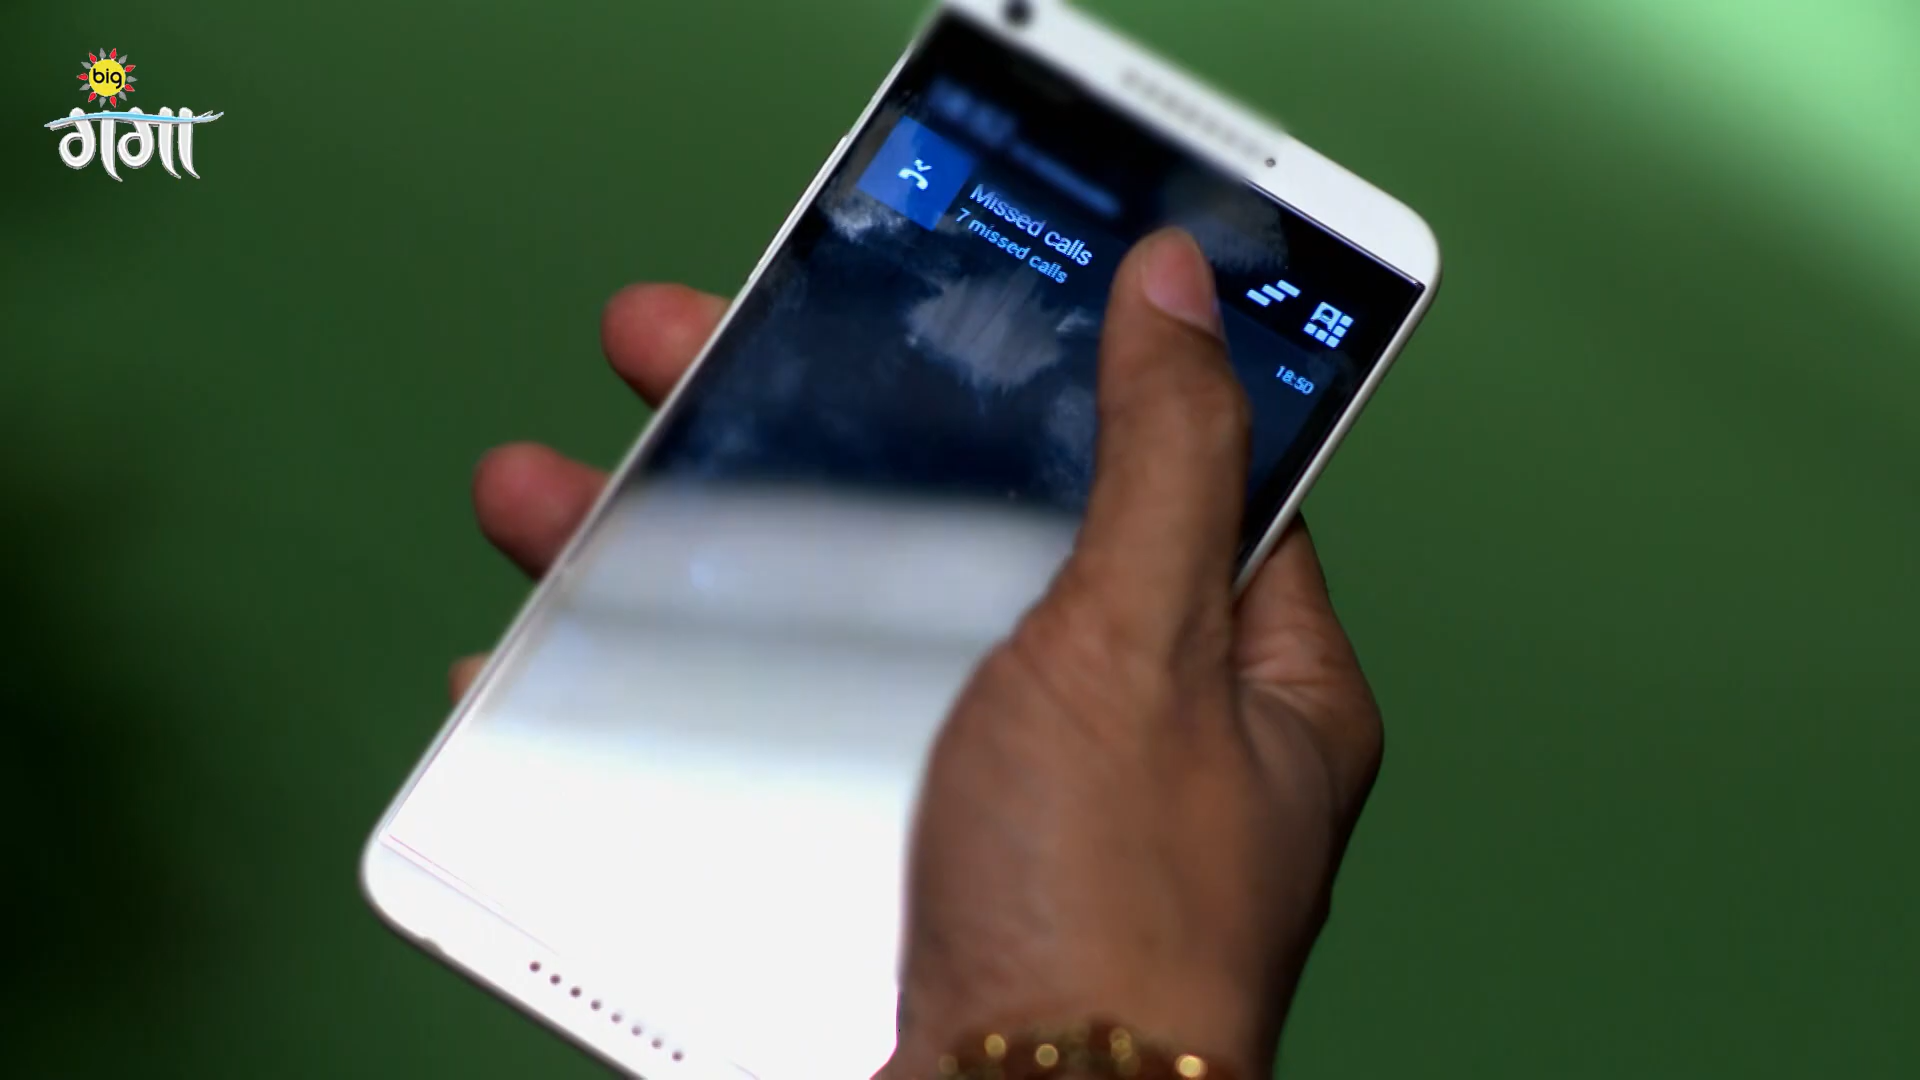 big
गंगा
Missed calls
7 missed calls
18:50